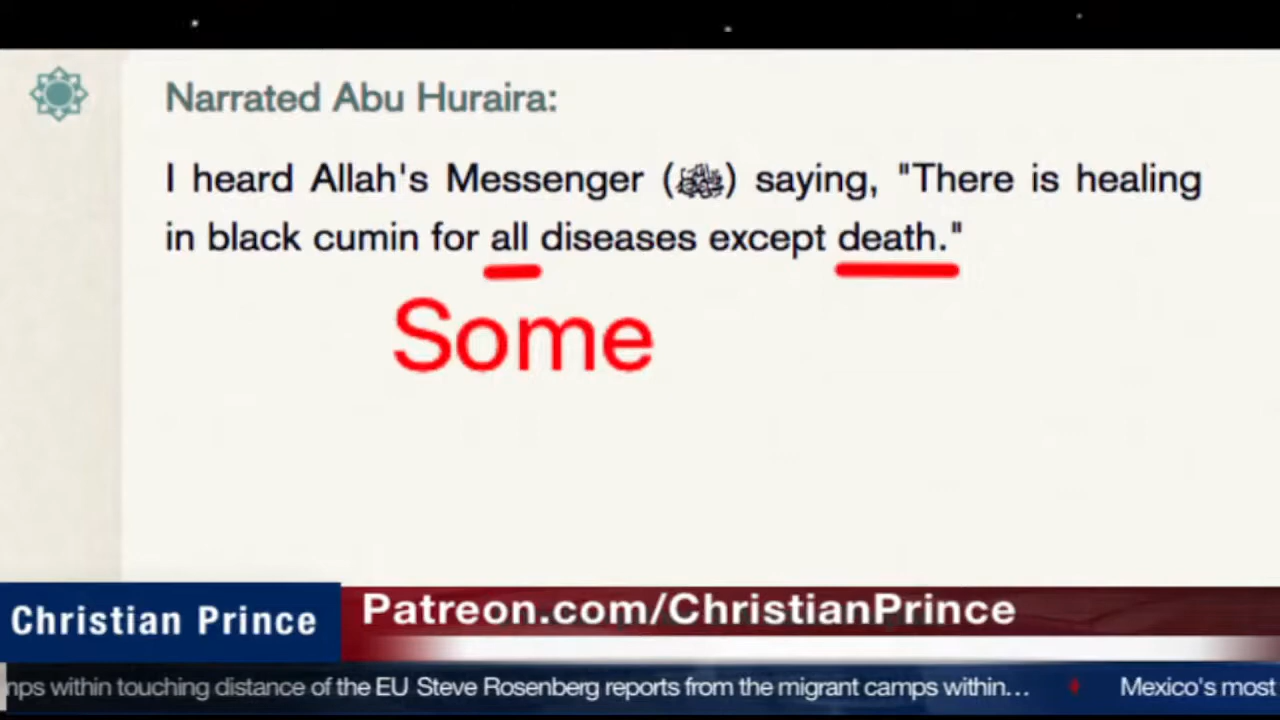 Narrated Abu Huraira:
I heard Allah's Messenger (ﷺ) saying, "There is healing
in black cumin for all diseases except death."
Some
Christian Prince
Patreon.com/ChristianPrince
mps within touching distance of the EU Steve Rosenberg reports from the migrant camps within... Mexico's most